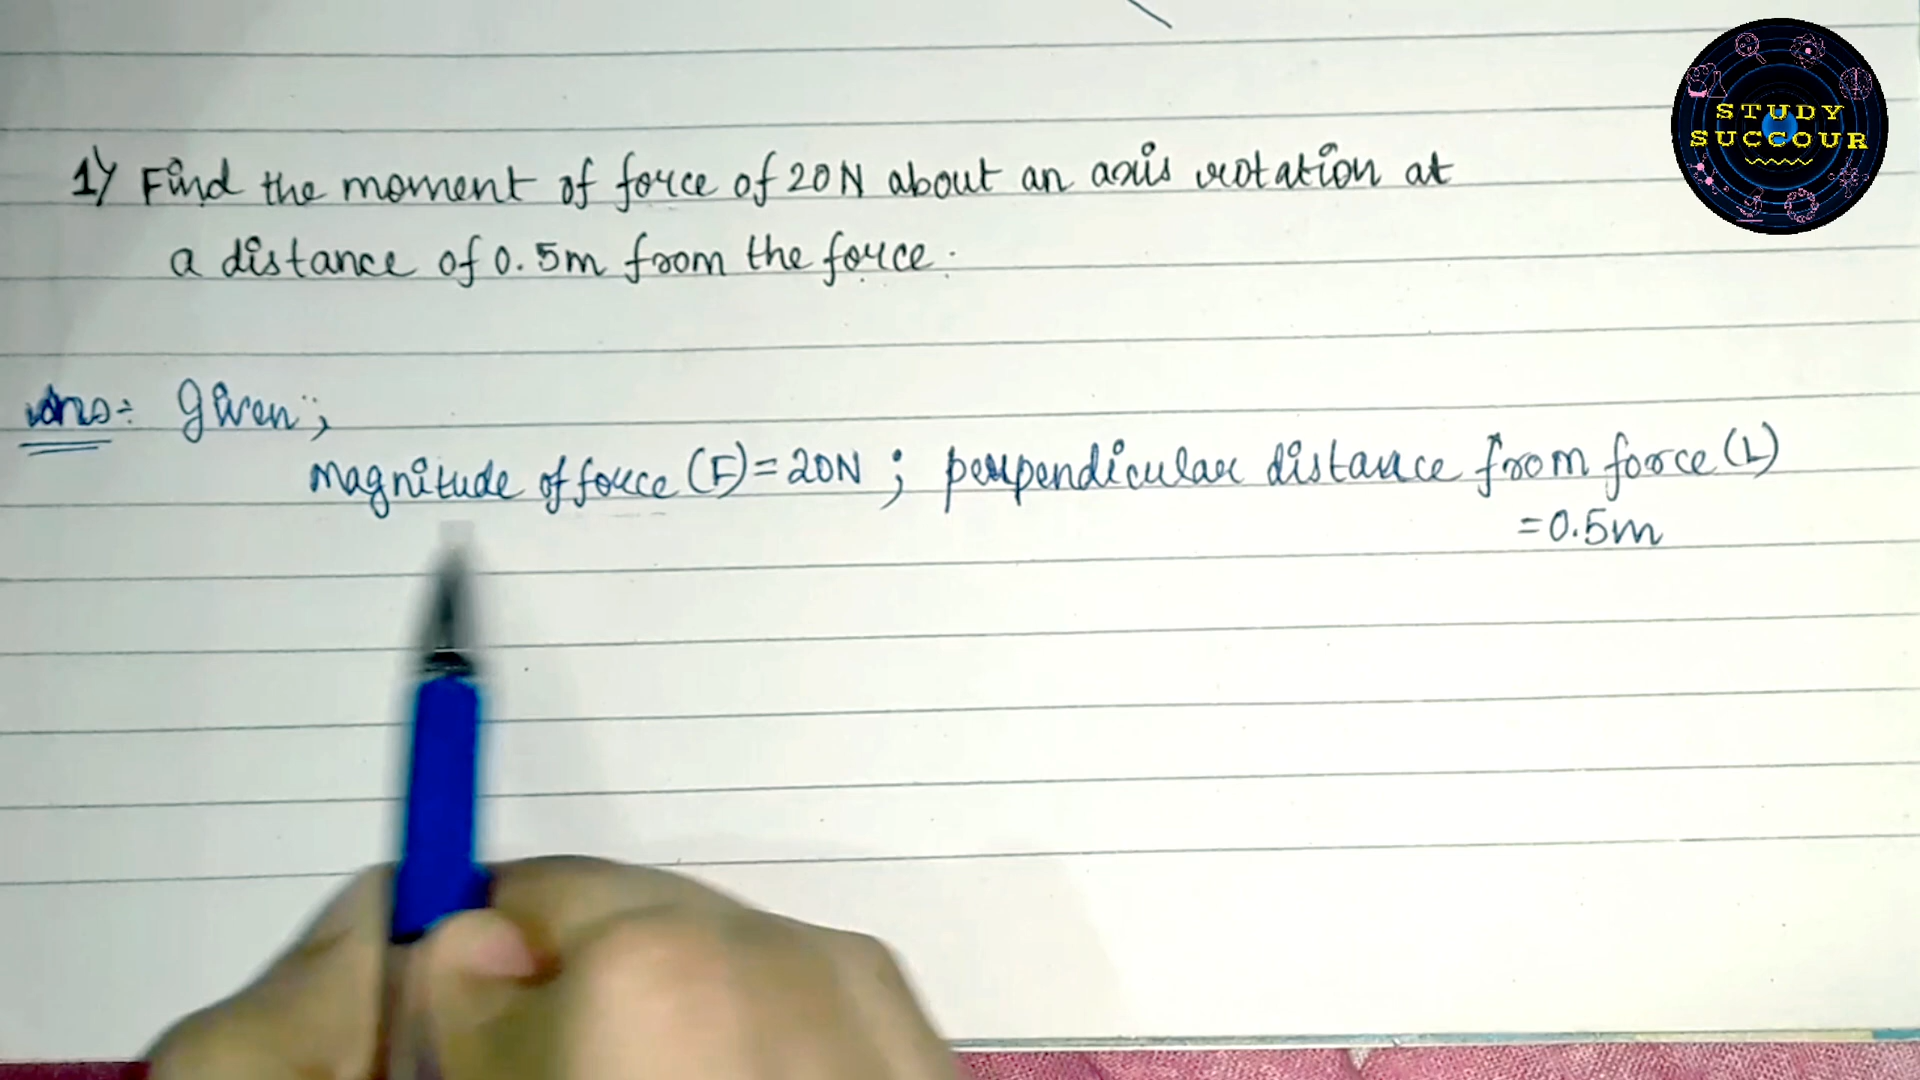 1) Find the moment of force of 20N about an axis rotation at
a distance of 0.5m from the force.
Ans:- Given;
Magnitude of force (F) = 20N ; perpendicular distance from force (L)
= 0.5m
STUDY
SUCCOUR